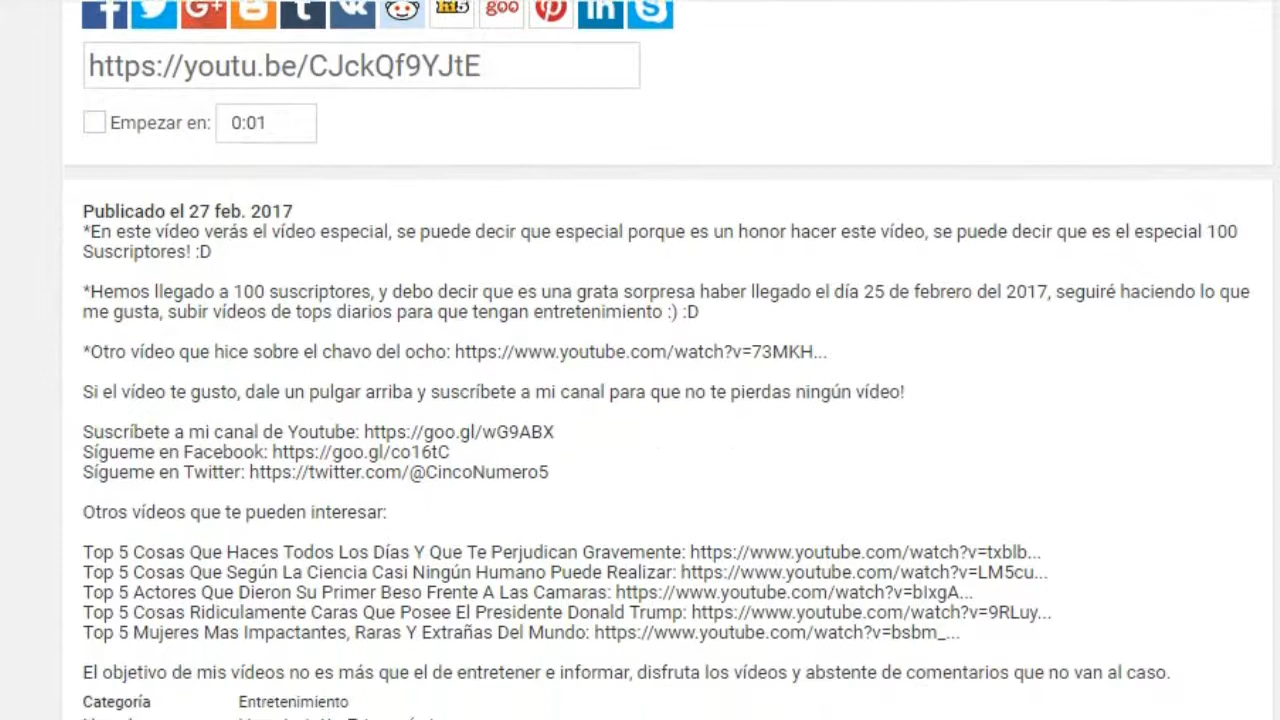 f G+ B t VK hi5 goo P in S
https://youtu.be/CJckQf9YJtE
Empezar en: 0:01
Publicado el 27 feb. 2017
*En este vídeo verás el vídeo especial, se puede decir que especial porque es un honor hacer este vídeo, se puede decir que es el especial 100
Suscriptores! :D
*Hemos llegado a 100 suscriptores, y debo decir que es una grata sorpresa haber llegado el día 25 de febrero del 2017, seguiré haciendo lo que
me gusta, subir vídeos de tops diarios para que tengan entretenimiento :) :D
*Otro vídeo que hice sobre el chavo del ocho: https://www.youtube.com/watch?v=73MKH...
Si el vídeo te gusto, dale un pulgar arriba y suscríbete a mi canal para que no te pierdas ningún vídeo!
Suscríbete a mi canal de Youtube: https://goo.gl/wG9ABX
Sígueme en Facebook: https://goo.gl/co16tC
Sígueme en Twitter: https://twitter.com/@CincoNumero5
Otros vídeos que te pueden interesar:
Top 5 Cosas Que Haces Todos Los Días Y Que Te Perjudican Gravemente: https://www.youtube.com/watch?v=txblb...
Top 5 Cosas Que Según La Ciencia Casi Ningún Humano Puede Realizar: https://www.youtube.com/watch?v=LM5cu...
Top 5 Actores Que Dieron Su Primer Beso Frente A Las Camaras: https://www.youtube.com/watch?v=bIxgA...
Top 5 Cosas Ridiculamente Caras Que Posee El Presidente Donald Trump: https://www.youtube.com/watch?v=9RLuy...
Top 5 Mujeres Mas Impactantes, Raras Y Extrañas Del Mundo: https://www.youtube.com/watch?v=bsbm_...
El objetivo de mis vídeos no es más que el de entretener e informar, disfruta los vídeos y abstente de comentarios que no van al caso.
Categoría Entretenimiento